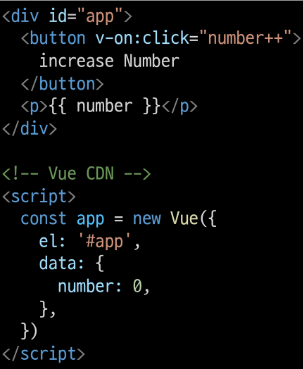 <div id="app">
  <button v-on:click="number++">
    increase Number
  </button>
  <p>{{ number }}</p>
</div>

<!-- Vue CDN -->
<script>
  const app = new Vue({
    el: '#app',
    data: {
      number: 0,
    },
  })
</script>